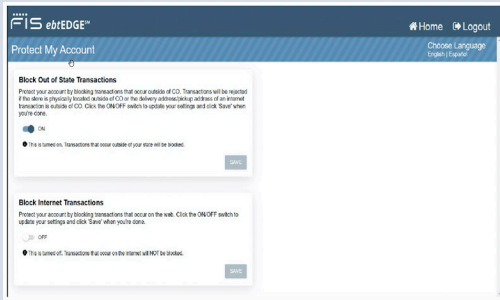 FIS ebtEDGE™
Home Logout
Protect My Account
Choose Language
English | Español
Block Out of State Transactions
Protect your account by blocking transactions that occur outside of CO. Transactions will be rejected
if the store is physically located outside of CO or the delivery address/pickup address of an internet
transaction is outside of CO. Click the ON/OFF switch to update your settings and click 'Save' when
you're done.
ON
This is turned on. Transactions that occur outside of your state will be blocked.
SAVE
Block Internet Transactions
Protect your account by blocking transactions that occur on the web. Click the ON/OFF switch to
update your settings and click 'Save' when you're done.
OFF
This is turned off. Transactions that occur on the internet will NOT be blocked.
SAVE